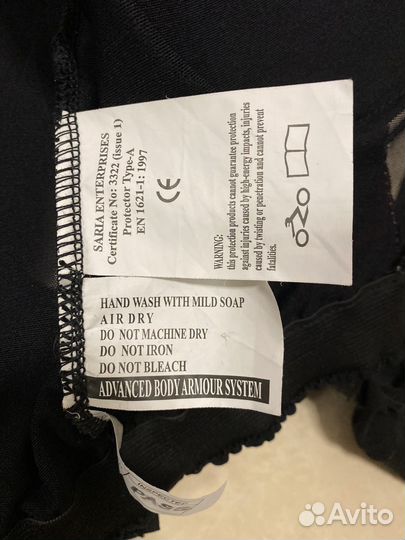 SARIA ENTERPRISES
Certificate No: 3322 (issue 1)
Protector Type-A
EN 1621-1: 1997
CE
WARNING:
this protection products cannot guarantee protection
against injuries caused by high-energy impacts, injuries
caused by twisting or penetration and cannot prevent
fatalities.
HAND WASH WITH MILD SOAP
AIR DRY
DO NOT MACHINE DRY
DO NOT IRON
DO NOT BLEACH
ADVANCED BODY ARMOUR SYSTEM
INSPECTED
PASS
Avito